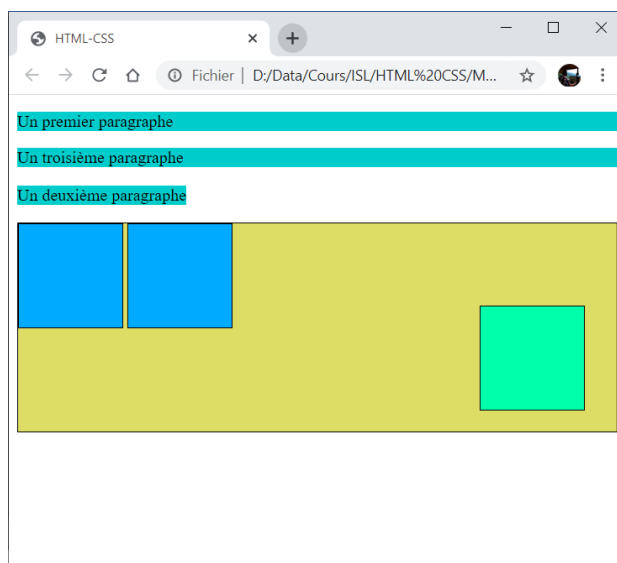 HTML-CSS
Fichier | D:/Data/Cours/ISL/HTML%20CSS/M...
Un premier paragraphe
Un troisième paragraphe
Un deuxième paragraphe